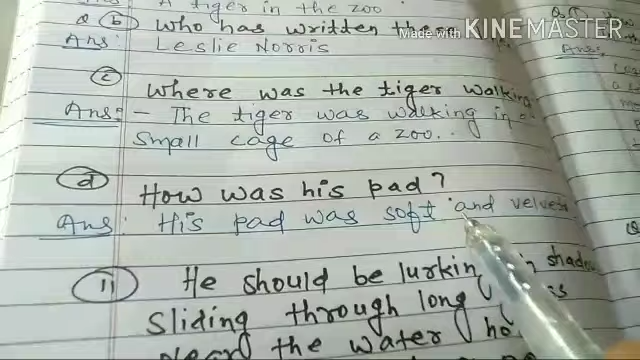 A tiger in the zoo
Q (b) Who has written the
Made with KINEMASTER
Ans: Leslie Norris
(c) Where was the tiger walking
Ans:- The tiger was walking in a
small cage of a zoo..
(d) How was his pad?
Ans: His pad was soft and velvety
(ii) He should be lurking in shadow
Sliding through long
near the water ho